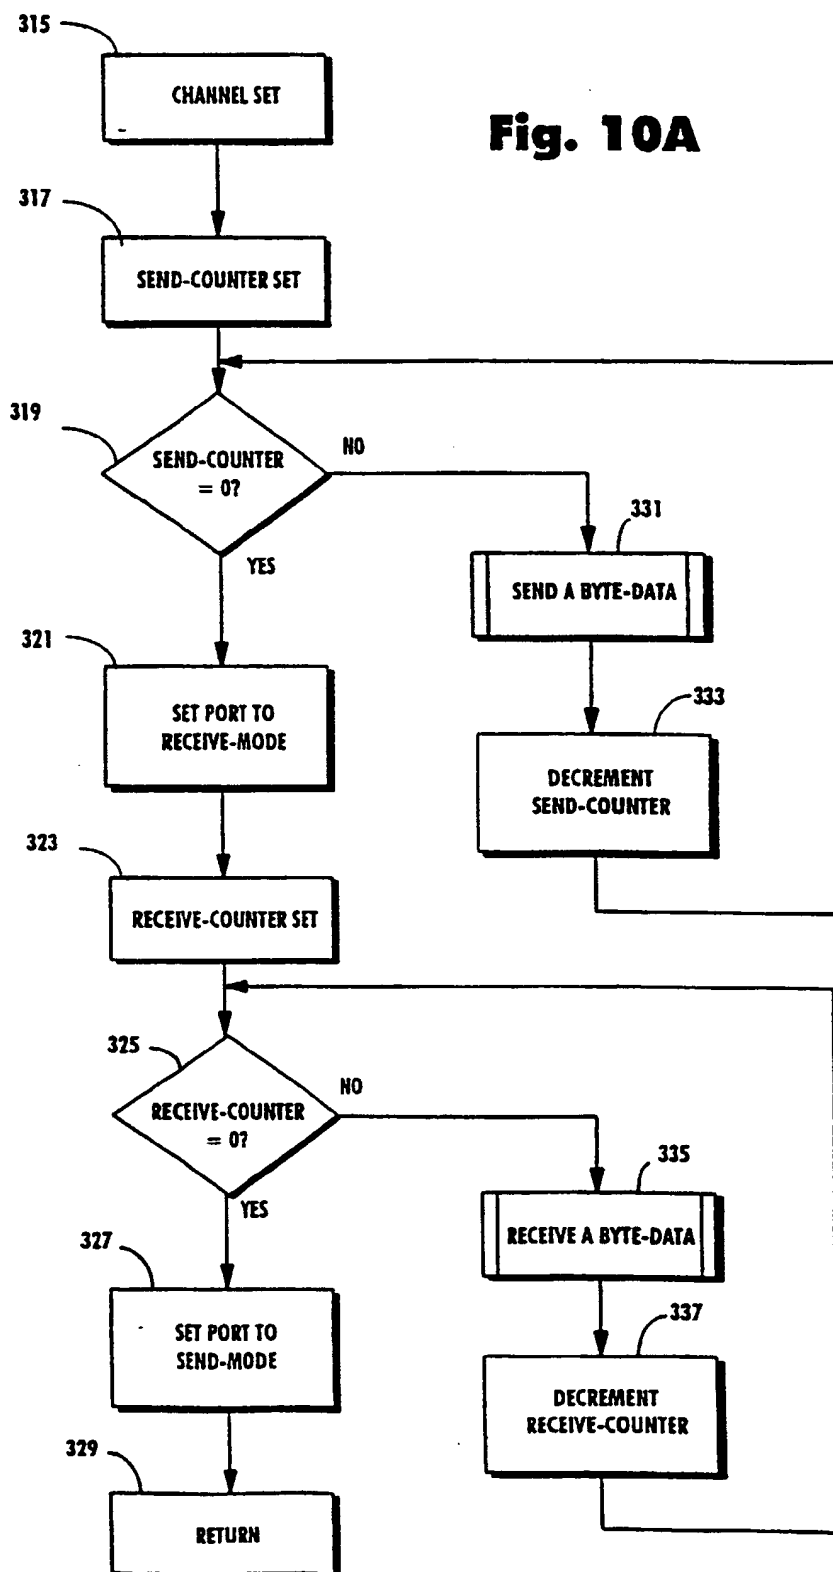 315
CHANNEL SET
Fig. 10A
317
SEND-COUNTER SET
319
SEND-COUNTER
= 0?
NO
YES
331
SEND A BYTE-DATA
321
SET PORT TO
RECEIVE-MODE
333
DECREMENT
SEND-COUNTER
323
RECEIVE-COUNTER SET
325
RECEIVE-COUNTER
= 0?
NO
YES
335
RECEIVE A BYTE-DATA
327
SET PORT TO
SEND-MODE
337
DECREMENT
RECEIVE-COUNTER
329
RETURN